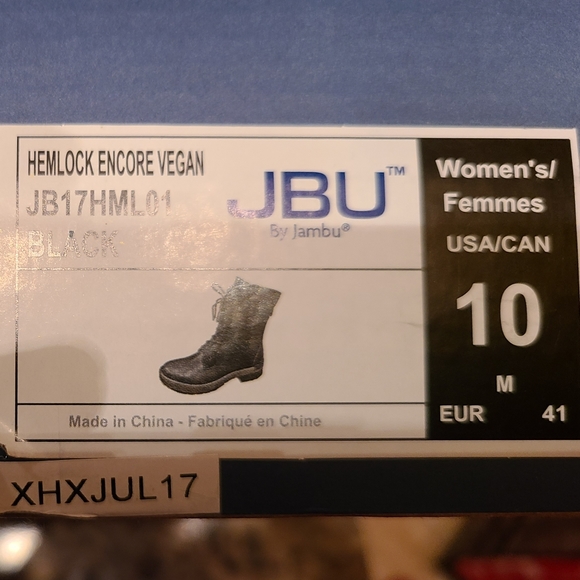 HEMLOCK ENCORE VEGAN
JB17HML01
BLACK
JBU™
By Jambu®
Made in China - Fabriqué en Chine
Women's/
Femmes
USA/CAN
10
M
EUR 41
XHXJUL17